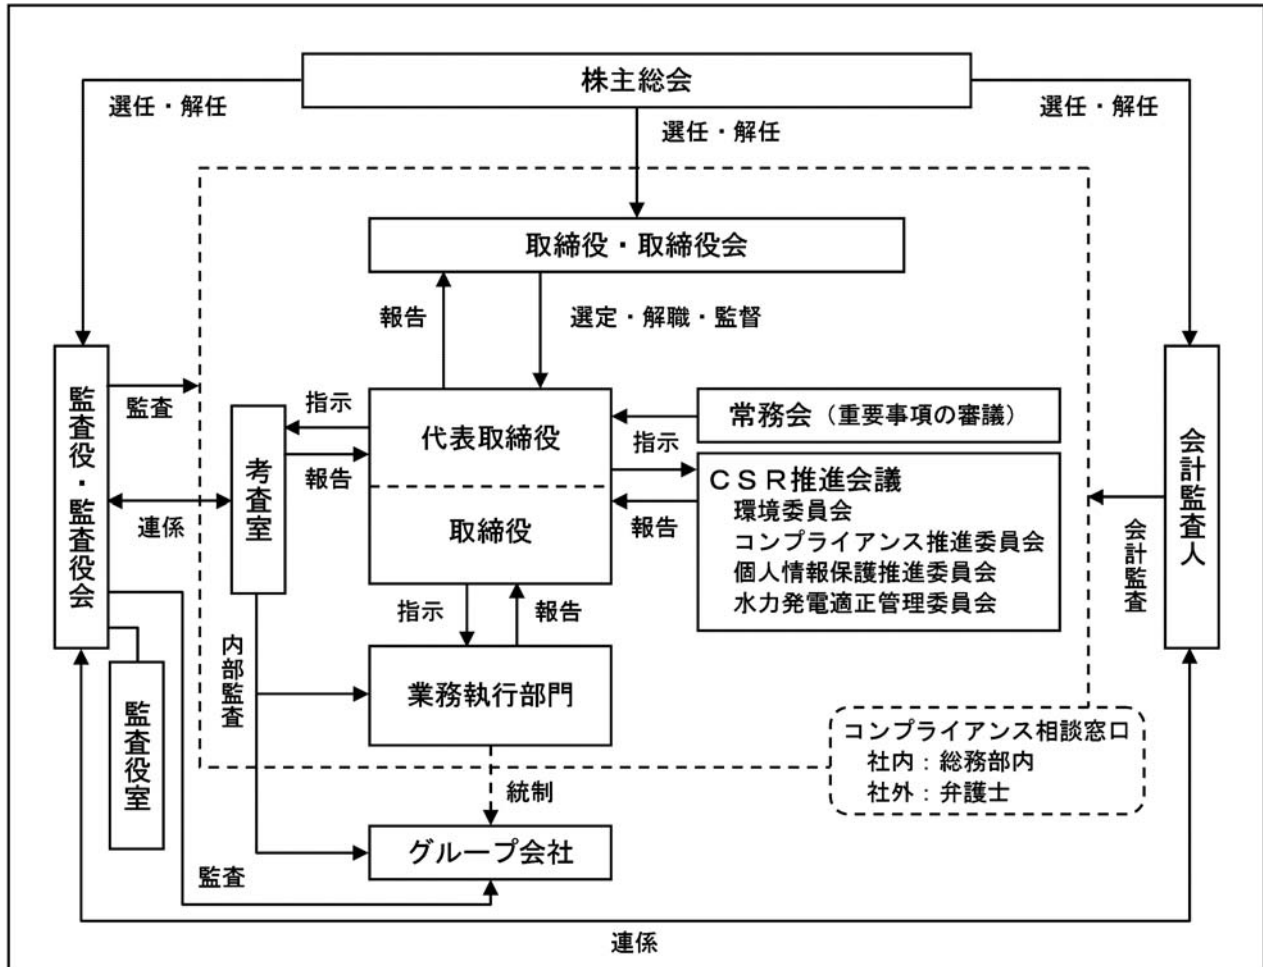 株主総会
選任・解任
選任・解任
選任・解任
取締役・取締役会
報告
選定・解職・監督
監査役・監査役会
監査
連係
考査室
指示
報告
代表取締役
取締役
常務会（重要事項の審議）
指示
報告
ＣＳＲ推進会議
環境委員会
コンプライアンス推進委員会
個人情報保護推進委員会
水力発電適正管理委員会
会計監査人
会計監査
指示
報告
内部監査
業務執行部門
監査役室
コンプライアンス相談窓口
社内：総務部内
社外：弁護士
統制
グループ会社
監査
連係